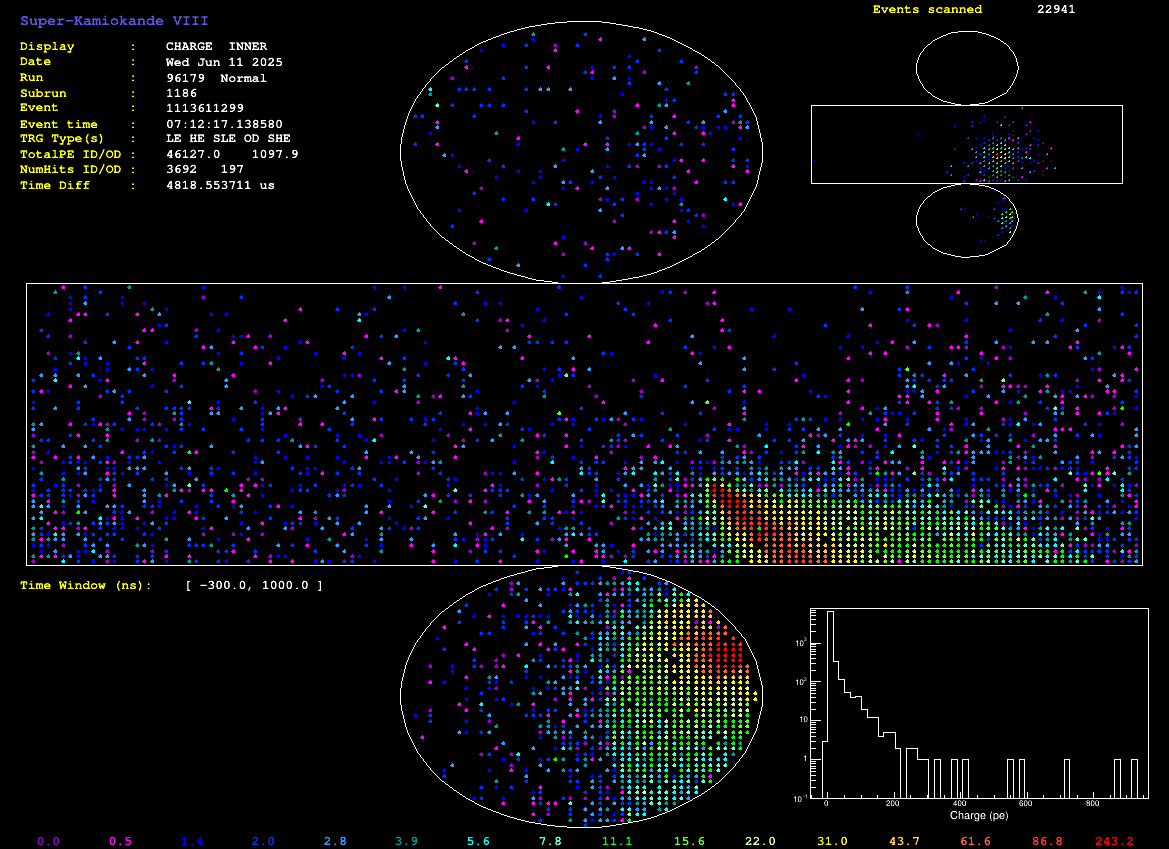 Super-Kamiokande VIII
Events scanned 22941
Display : CHARGE INNER
Date : Wed Jun 11 2025
Run : 96179 Normal
Subrun : 1186
Event : 1113611299
Event time : 07:12:17.138580
TRG Type(s) : LE HE SLE OD SHE
TotalPE ID/OD : 46127.0 1097.9
NumHits ID/OD : 3692 197
Time Diff : 4818.553711 us
Time Window (ns): [ -300.0, 1000.0 ]
10³
10²
10
1
10⁻¹
0 200 400 600 800
Charge (pe)
0.0 0.5 1.4 2.0 2.8 3.9 5.6 7.8 11.1 15.6 22.0 31.0 43.7 61.6 86.8 243.2